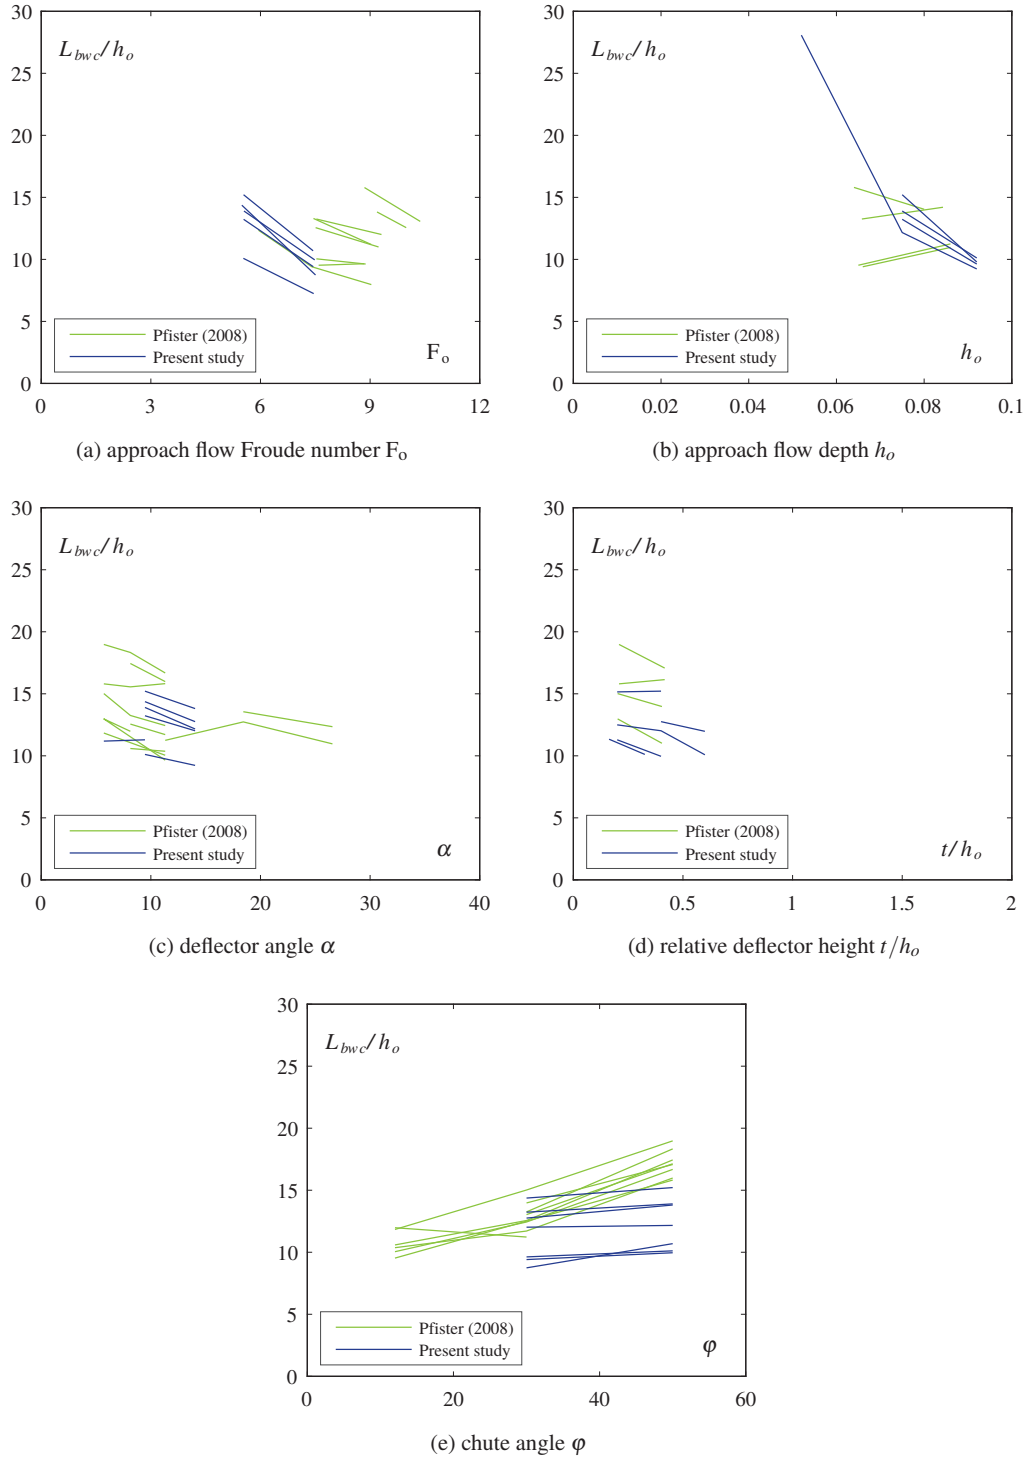 30
25
20
15
10
5
0
L_bwc/h_o
Pfister (2008)
Present study
F_o
0 3 6 9 12
(a) approach flow Froude number F_o
30
25
20
15
10
5
0
L_bwc/h_o
Pfister (2008)
Present study
h_o
0 0.02 0.04 0.06 0.08 0.1
(b) approach flow depth h_o
30
25
20
15
10
5
0
L_bwc/h_o
Pfister (2008)
Present study
α
0 10 20 30 40
(c) deflector angle α
30
25
20
15
10
5
0
L_bwc/h_o
Pfister (2008)
Present study
t/h_o
0 0.5 1 1.5 2
(d) relative deflector height t/h_o
30
25
20
15
10
5
0
L_bwc/h_o
Pfister (2008)
Present study
φ
0 20 40 60
(e) chute angle φ